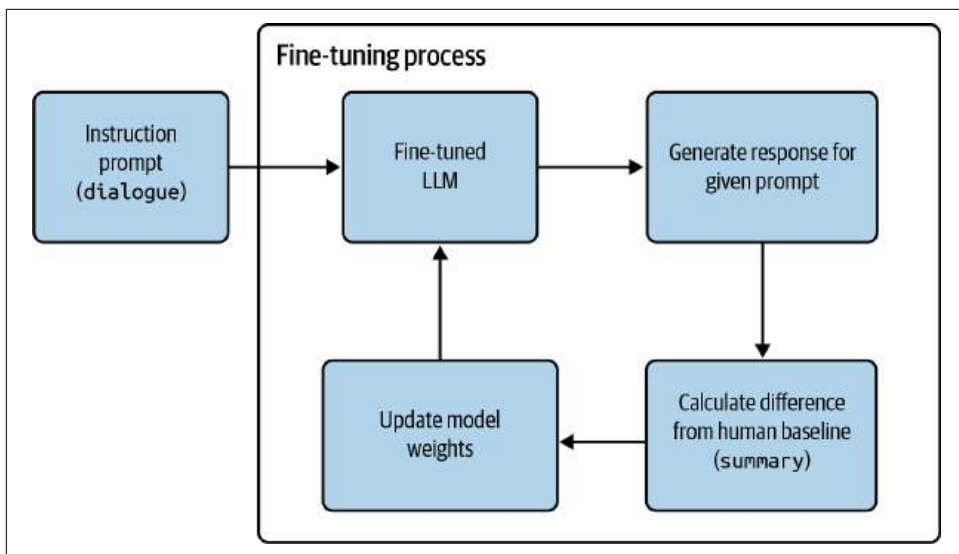 Fine-tuning process
Instruction
prompt
(dialogue)
Fine-tuned
LLM
Generate response for
given prompt
Update model
weights
Calculate difference
from human baseline
(summary)